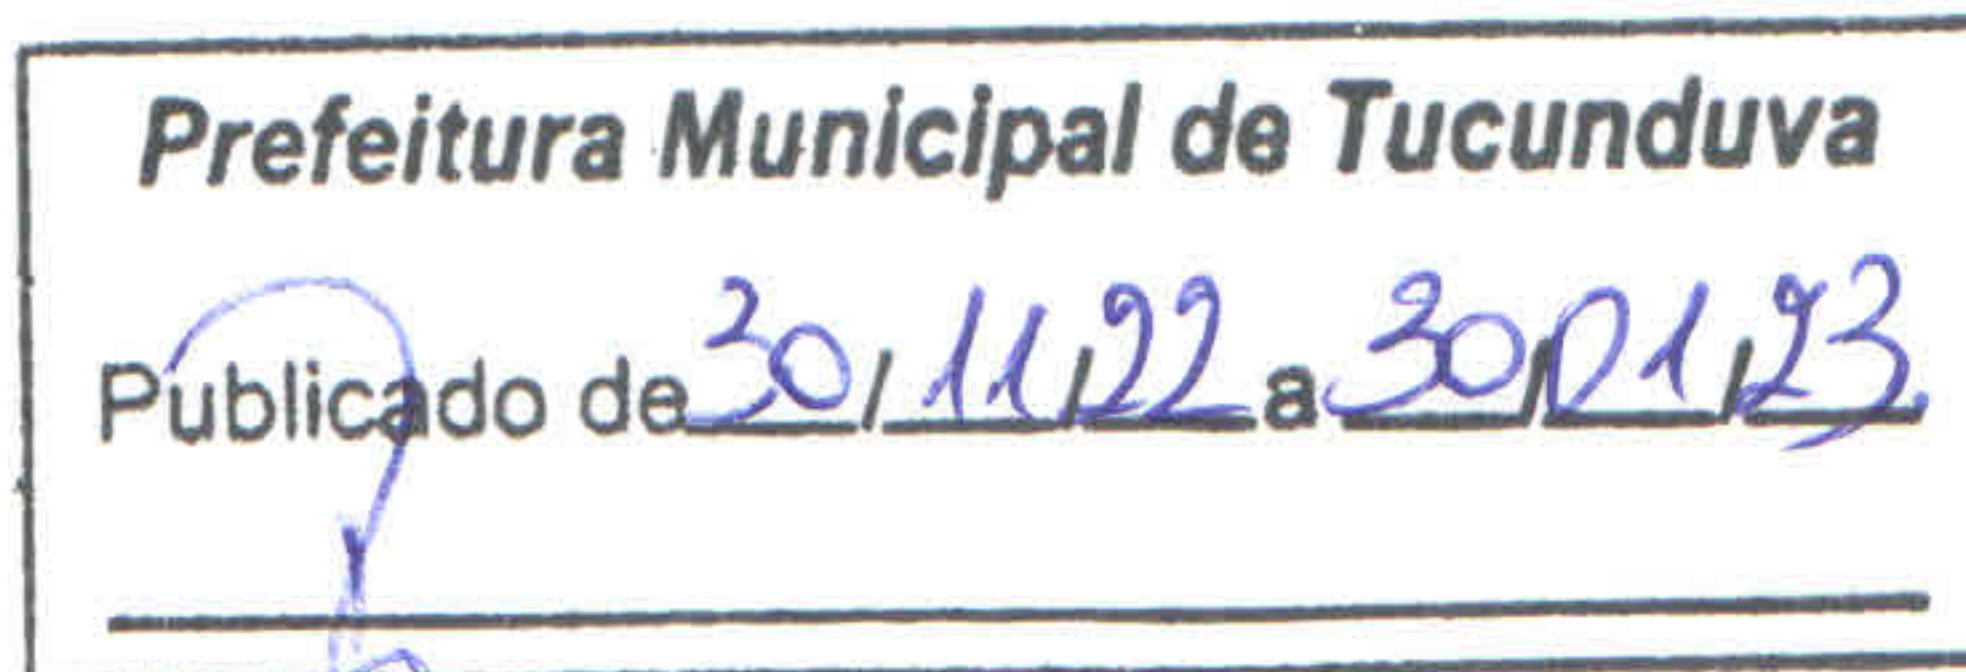 Prefeitura Municipal de Tucunduva
Publicado de 30/11/22 a 30/01/23